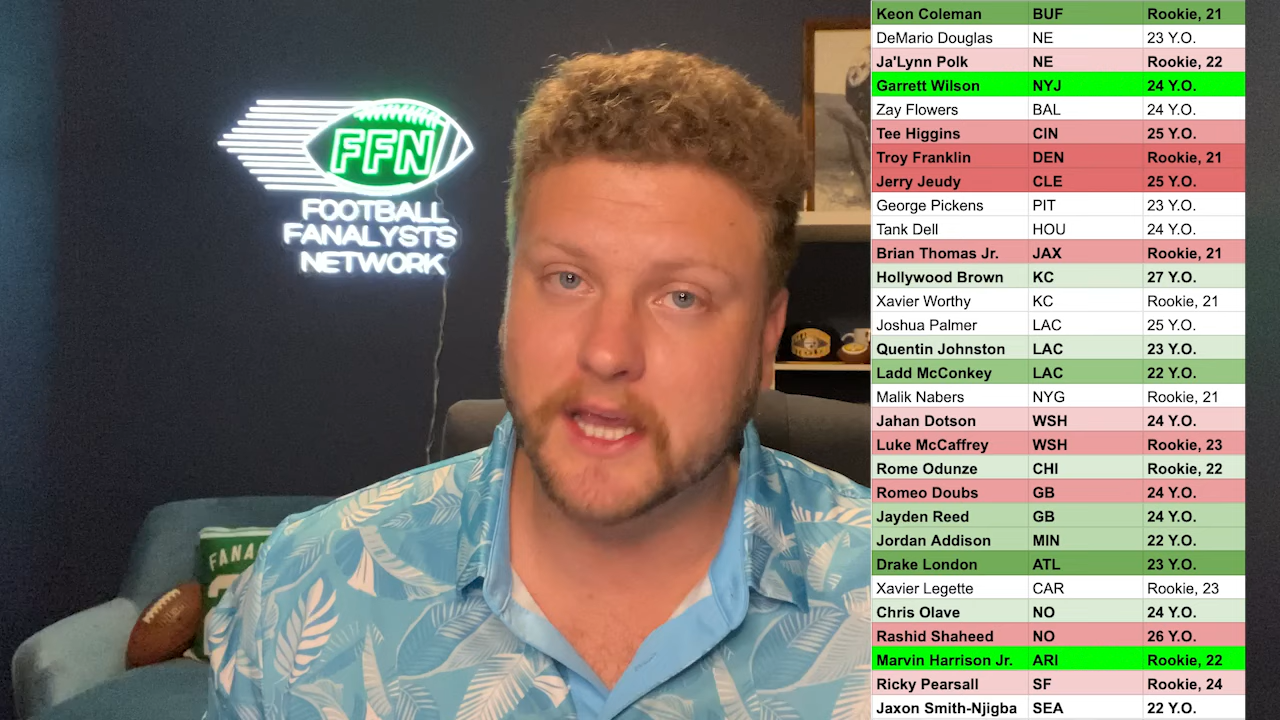 FFN
FOOTBALL
FANALYSTS
NETWORK
FANA
Keon Coleman BUF Rookie, 21
DeMario Douglas NE 23 Y.O.
Ja'Lynn Polk NE Rookie, 22
Garrett Wilson NYJ 24 Y.O.
Zay Flowers BAL 24 Y.O.
Tee Higgins CIN 25 Y.O.
Troy Franklin DEN Rookie, 21
Jerry Jeudy CLE 25 Y.O.
George Pickens PIT 23 Y.O.
Tank Dell HOU 24 Y.O.
Brian Thomas Jr. JAX Rookie, 21
Hollywood Brown KC 27 Y.O.
Xavier Worthy KC Rookie, 21
Joshua Palmer LAC 25 Y.O.
Quentin Johnston LAC 23 Y.O.
Ladd McConkey LAC 22 Y.O.
Malik Nabers NYG Rookie, 21
Jahan Dotson WSH 24 Y.O.
Luke McCaffrey WSH Rookie, 23
Rome Odunze CHI Rookie, 22
Romeo Doubs GB 24 Y.O.
Jayden Reed GB 24 Y.O.
Jordan Addison MIN 22 Y.O.
Drake London ATL 23 Y.O.
Xavier Legette CAR Rookie, 23
Chris Olave NO 24 Y.O.
Rashid Shaheed NO 26 Y.O.
Marvin Harrison Jr. ARI Rookie, 22
Ricky Pearsall SF Rookie, 24
Jaxon Smith-Njigba SEA 22 Y.O.